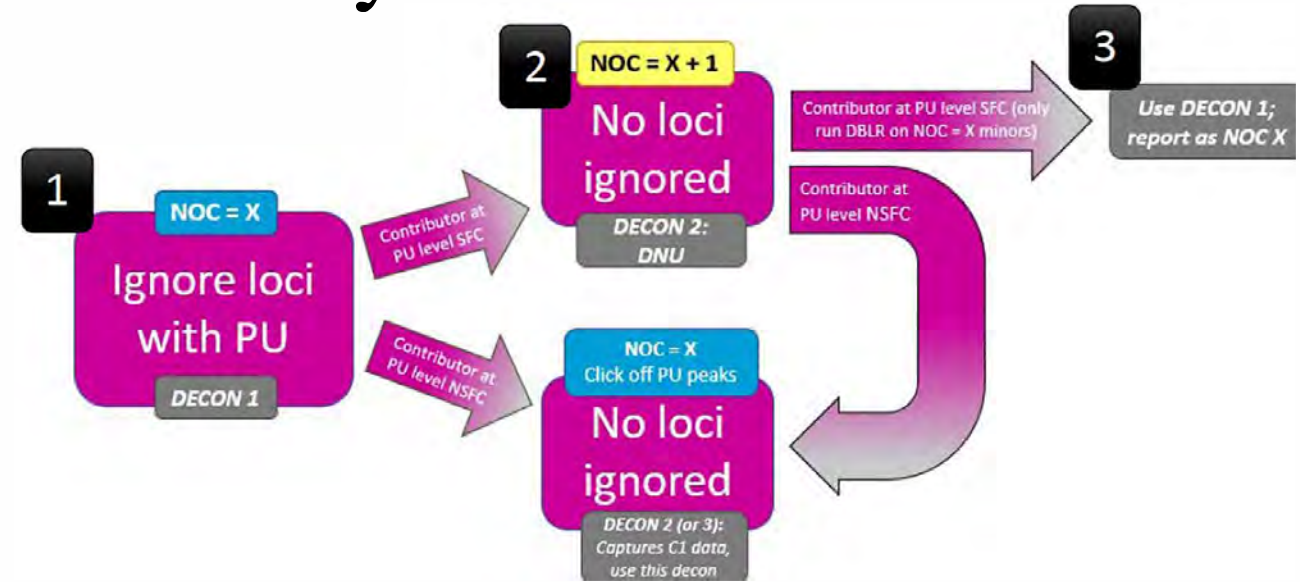 1
NOC = X
Ignore loci
with PU
DECON 1
Contributor at
PU level SFC
Contributor at
PU level NSFC
2
NOC = X + 1
No loci
ignored
DECON 2:
DNU
NOC = X
Click off PU peaks
No loci
ignored
DECON 2 (or 3):
Captures C1 data,
use this decon
Contributor at PU level SFC (only
run DBLR on NOC = X minors)
Contributor at
PU level NSFC
3
Use DECON 1;
report as NOC X